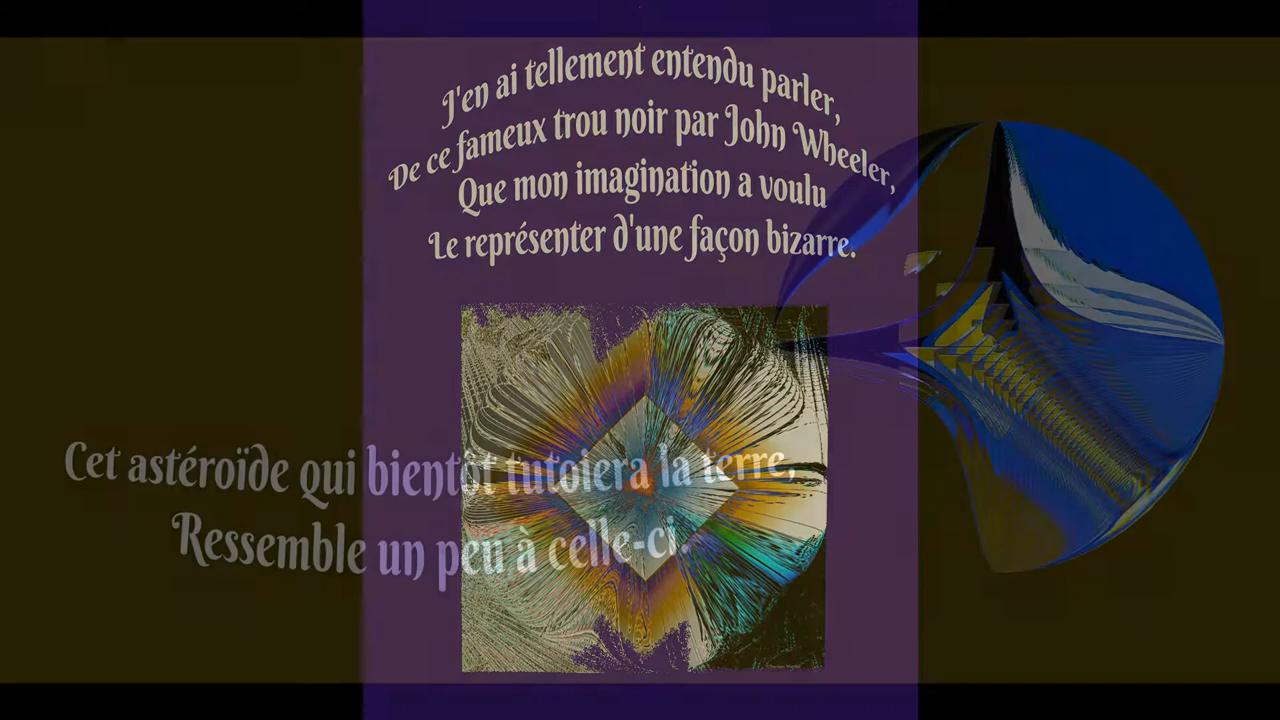 J'en ai tellement entendu parler,
De ce fameux trou noir par John Wheeler,
Que mon imagination a voulu
Le représenter d'une façon bizarre.
Cet astéroïde qui bientôt tutoiera la terre,
Ressemble un peu à celle-ci.